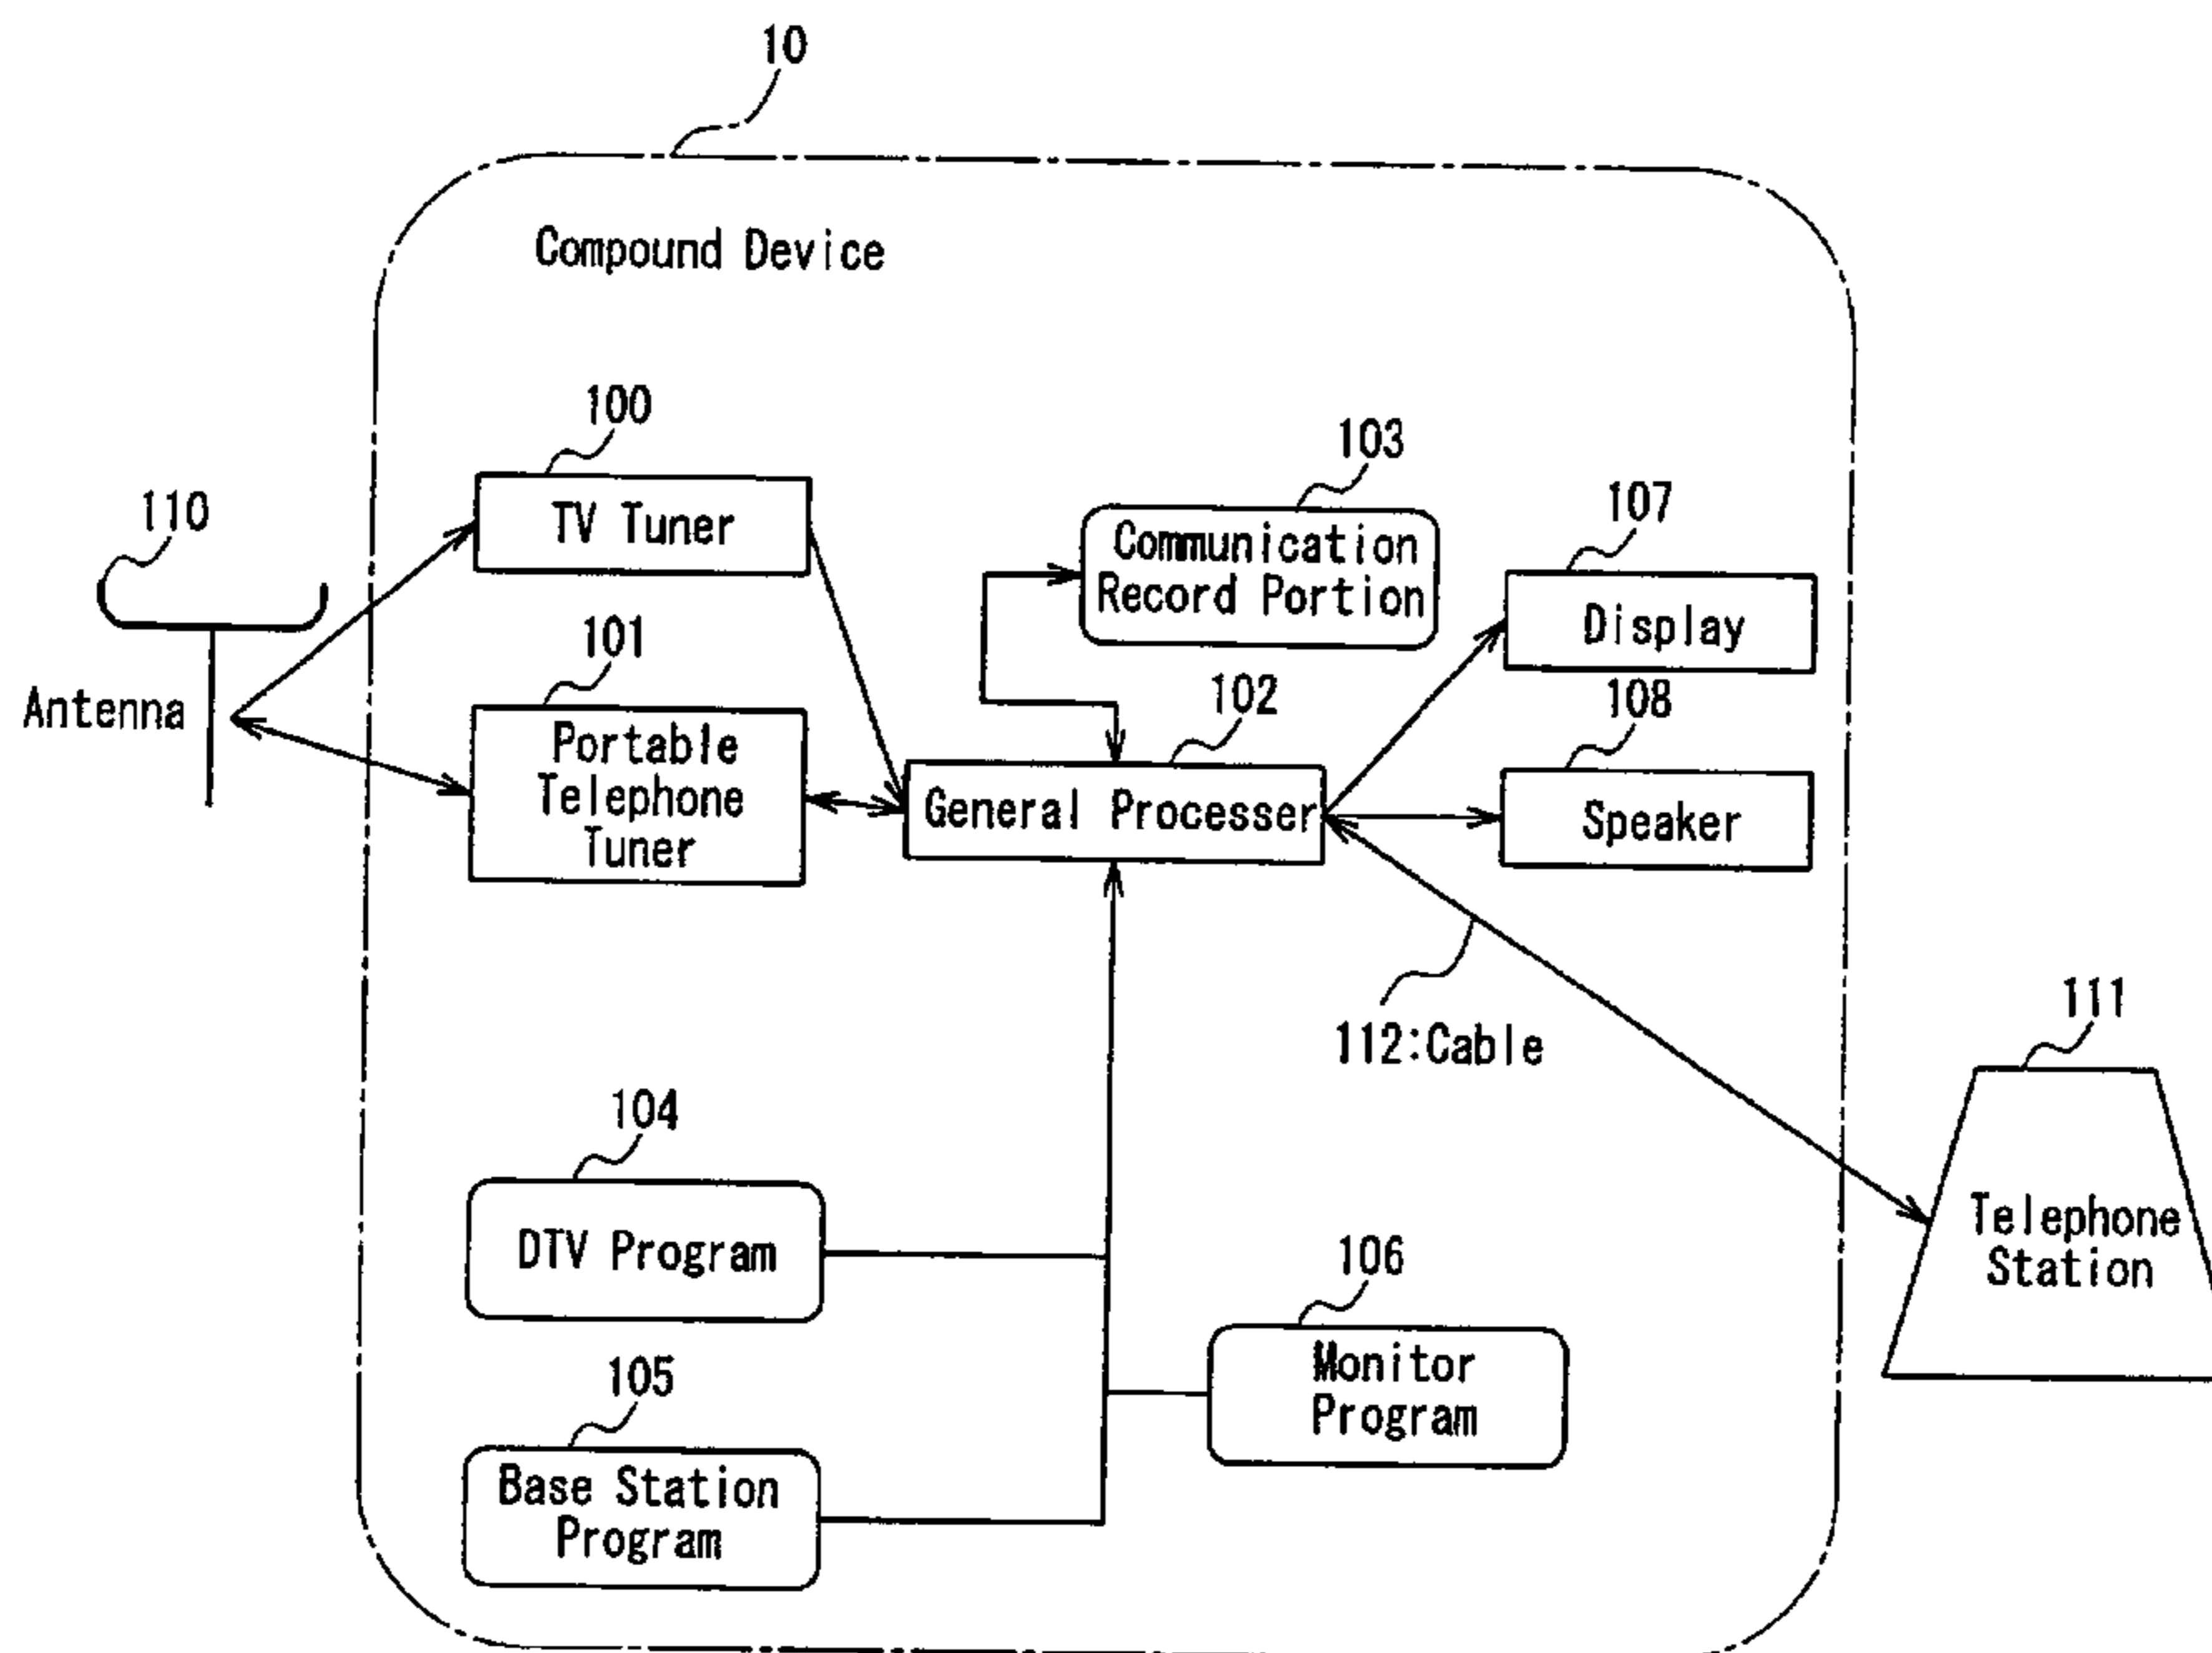 10
Compound Device
100
TV Tuner
110
Antenna
101
Portable
Telephone
Tuner
103
Communication
Record Portion
102
General Processer
107
Display
108
Speaker
112:Cable
111
Telephone
Station
104
DTV Program
105
Base Station
Program
106
Monitor
Program